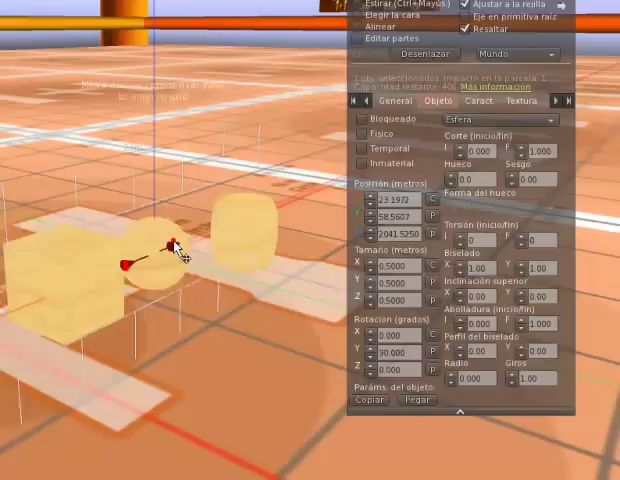 Estirar (Ctrl+Mayús)
Ajustar a la rejilla
Elegir la cara
Eje en primitiva raíz
Alinear
Resaltar
Editar partes
Desenlazar
Mundo
1 obj. seleccionados, Impacto en la parcela: 1
Capacidad restante: 406 Más información
General Objeto Caract. Textura
Bloqueado
Esfera
Físico
Corte (inicio/fin)
Temporal
I 0.000 F 1.000
Inmaterial
Hueco Sesgo
0.0 0.00
Posición (metros)
Forma del hueco
23.1972 C
58.5607 P
2041.5250 P
Torsión (inicio/fin)
I 0 F 0
Tamaño (metros)
Biselado
X 0.5000 C
X 1.00 Y 1.00
Y 0.5000 P
Inclinación superior
Z 0.5000 P
X 0.00 Y 0.00
Abolladura (inicio/fin)
Rotación (grados)
I 0.000 F 1.000
X 0.000 C
Perfil del biselado
Y 90.000 P
X 0.00 Y 0.00
Z 0.000 P
Radio Giros
0.000 1.00
Paráms. del objeto:
Copiar Pegar